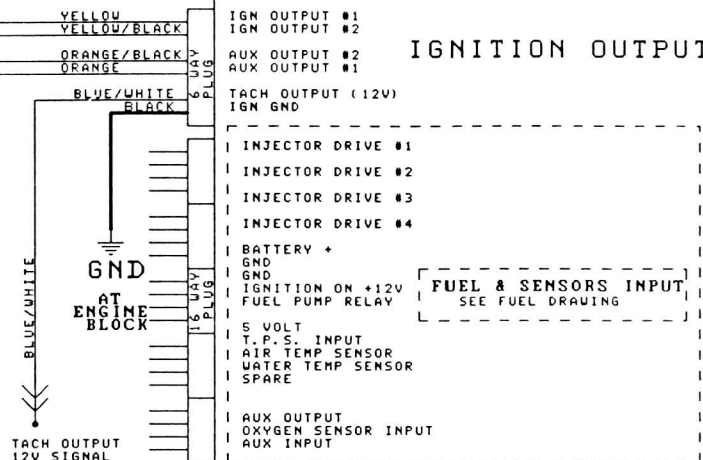 YELLOW
YELLOW/BLACK
ORANGE/BLACK
ORANGE
BLUE/WHITE
BLACK
6 WAY
PLUG
IGN OUTPUT #1
IGN OUTPUT #2
AUX OUTPUT #2
AUX OUTPUT #1
TACH OUTPUT (12V)
IGN GND
IGNITION OUTPUT
INJECTOR DRIVE #1
INJECTOR DRIVE #2
INJECTOR DRIVE #3
INJECTOR DRIVE #4
BATTERY +
GND
GND
IGNITION ON +12V
FUEL PUMP RELAY
FUEL & SENSORS INPUT
SEE FUEL DRAWING
5 VOLT
T.P.S. INPUT
AIR TEMP SENSOR
WATER TEMP SENSOR
SPARE
AUX OUTPUT
OXYGEN SENSOR INPUT
AUX INPUT
16 WAY
PLUG
GND
AT
ENGINE
BLOCK
BLUE/WHITE
TACH OUTPUT
12V SIGNAL